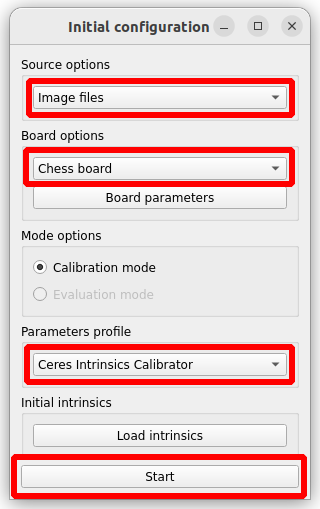 Initial configuration
Source options
Image files
Board options
Chess board
Board parameters
Mode options
Calibration mode
Evaluation mode
Parameters profile
Ceres Intrinsics Calibrator
Initial intrinsics
Load intrinsics
Start